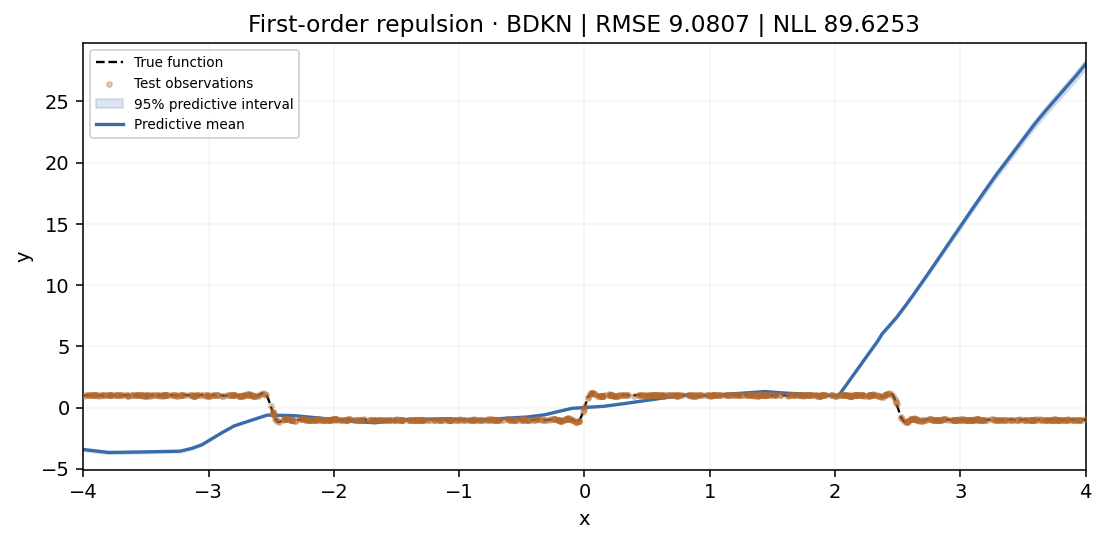 First-order repulsion · BDKN | RMSE 9.0807 | NLL 89.6253
True function
Test observations
95% predictive interval
Predictive mean
y
25
20
15
10
5
0
−5
−4 −3 −2 −1 0 1 2 3 4
x